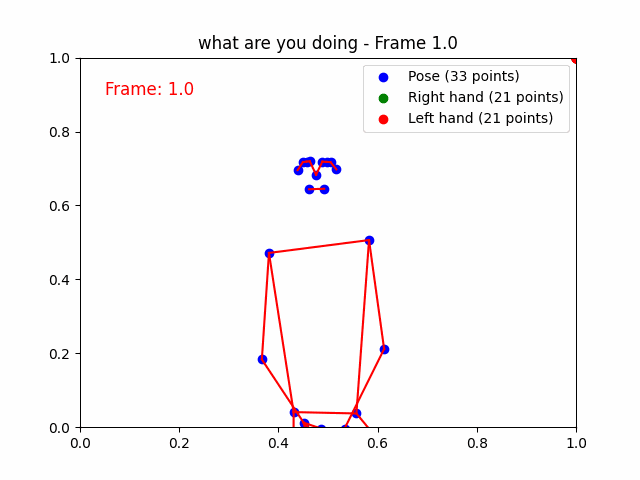 what are you doing - Frame 1.0
Frame: 1.0
Pose (33 points)
Right hand (21 points)
Left hand (21 points)
1.0
0.8
0.6
0.4
0.2
0.0
0.0 0.2 0.4 0.6 0.8 1.0